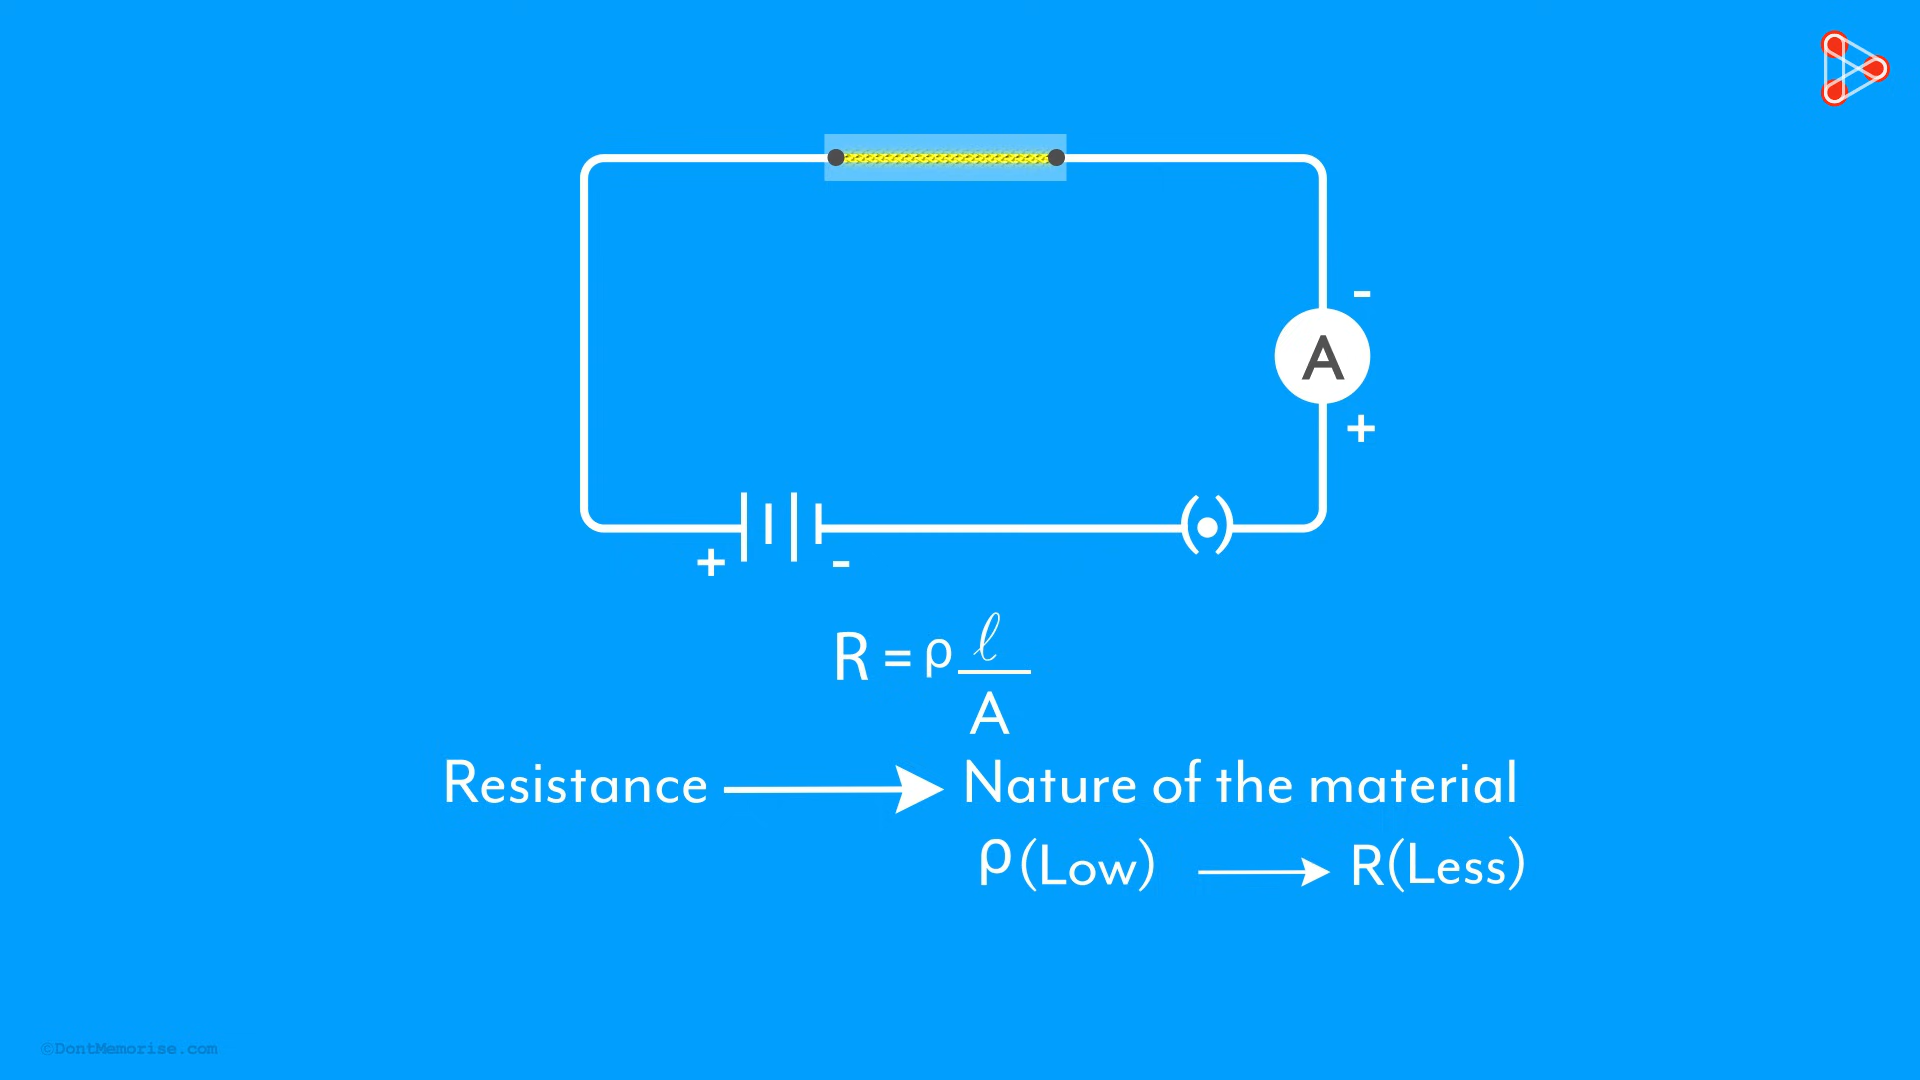 -
A
+
+ -
R = ρ ℓ
A
Resistance → Nature of the material
ρ (Low) → R(Less)
©DontMemorise.com